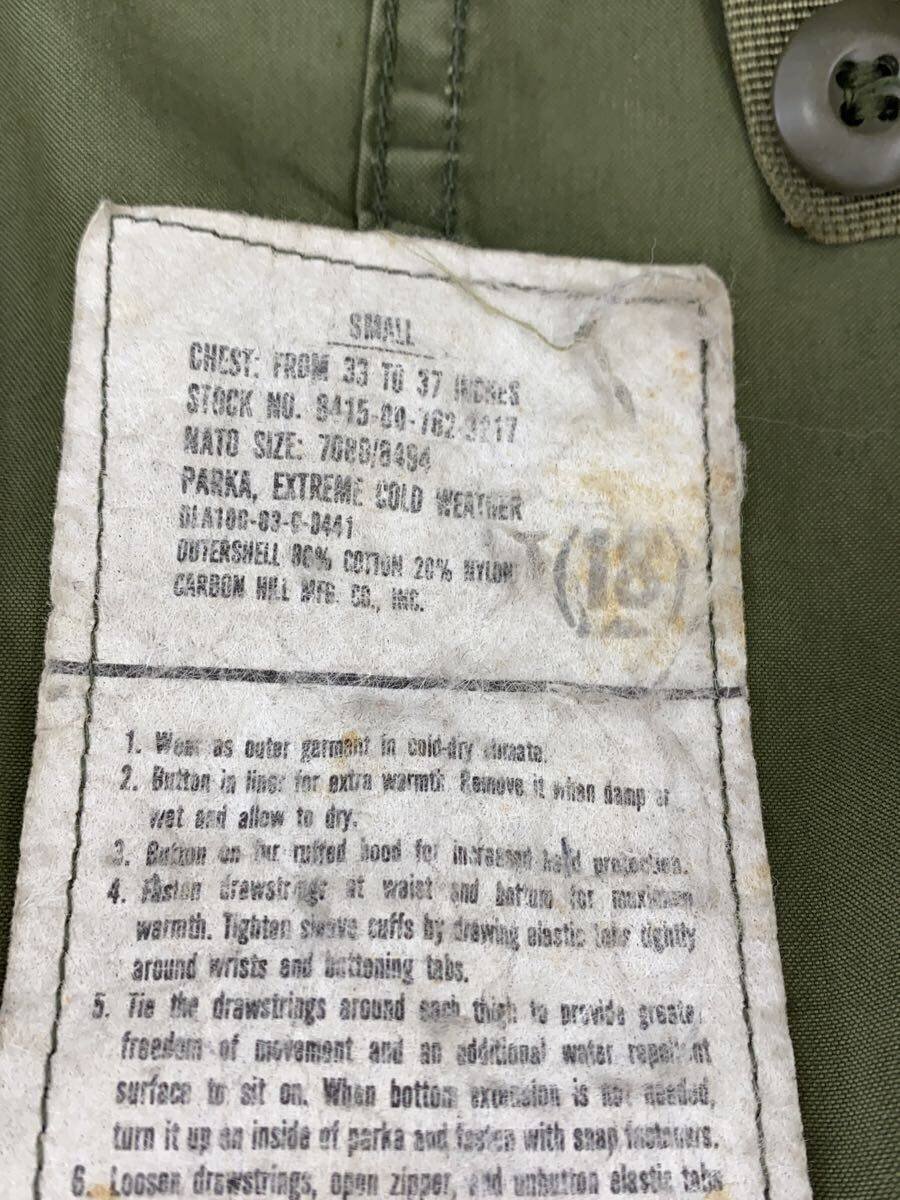 SMALL
CHEST: FROM 33 TO 37 INCHES
STOCK NO. 8415-00-782-3217
NATO SIZE: 7080/8494
PARKA, EXTREME COLD WEATHER
DLA100-83-C-0441
OUTERSHELL 80% COTTON 20% NYLON
CARBON HILL MFG. CO., INC.
1. Wear as outer garment in cold-dry climate.
2. Button in liner for extra warmth. Remove it when damp or
wet and allow to dry.
3. Button on fur ruffed hood for increased head protection.
4. Fasten drawstrings at waist and bottom for maximum
warmth. Tighten sleeve cuffs by drawing elastic tabs tightly
around wrists and buttoning tabs.
5. Tie the drawstrings around each thigh to provide greater
freedom of movement and an additional water repellent
surface to sit on. When bottom extension is not needed,
turn it up on inside of parka and fasten with snap fasteners.
6. Loosen drawstrings, open zipper, and unbutton elastic tabs